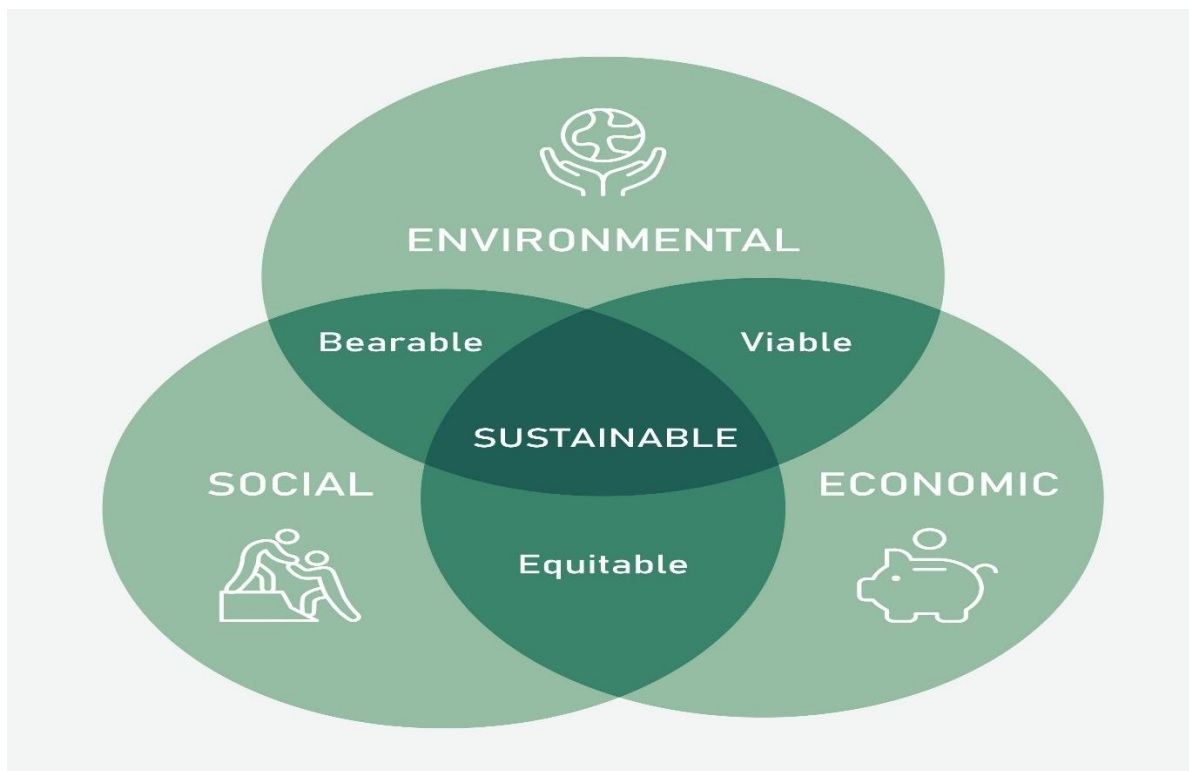 ENVIRONMENTAL
Bearable
Viable
SUSTAINABLE
SOCIAL
ECONOMIC
Equitable